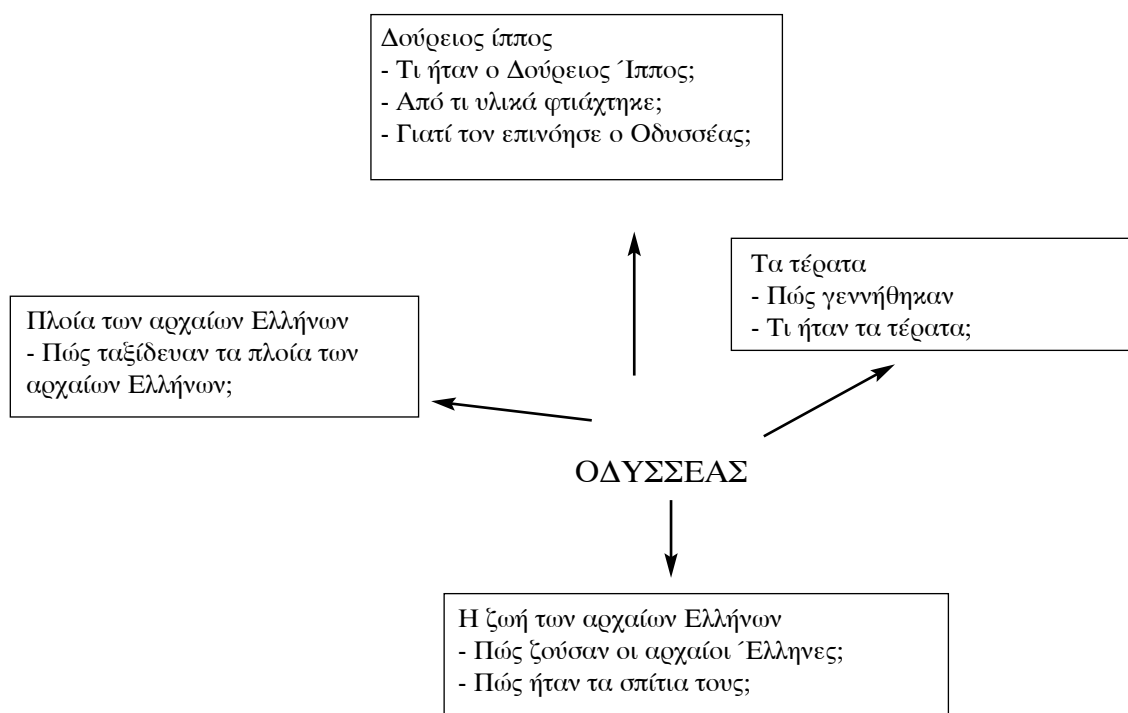 Δούρειος ίππος
- Τι ήταν ο Δούρειος Ίππος;
- Από τι υλικά φτιάχτηκε;
- Γιατί τον επινόησε ο Οδυσσέας;
Τα τέρατα
- Πώς γεννήθηκαν
- Τι ήταν τα τέρατα;
Πλοία των αρχαίων Ελλήνων
- Πώς ταξίδευαν τα πλοία των
αρχαίων Ελλήνων;
ΟΔΥΣΣΕΑΣ
Η ζωή των αρχαίων Ελλήνων
- Πώς ζούσαν οι αρχαίοι Έλληνες;
- Πώς ήταν τα σπίτια τους;